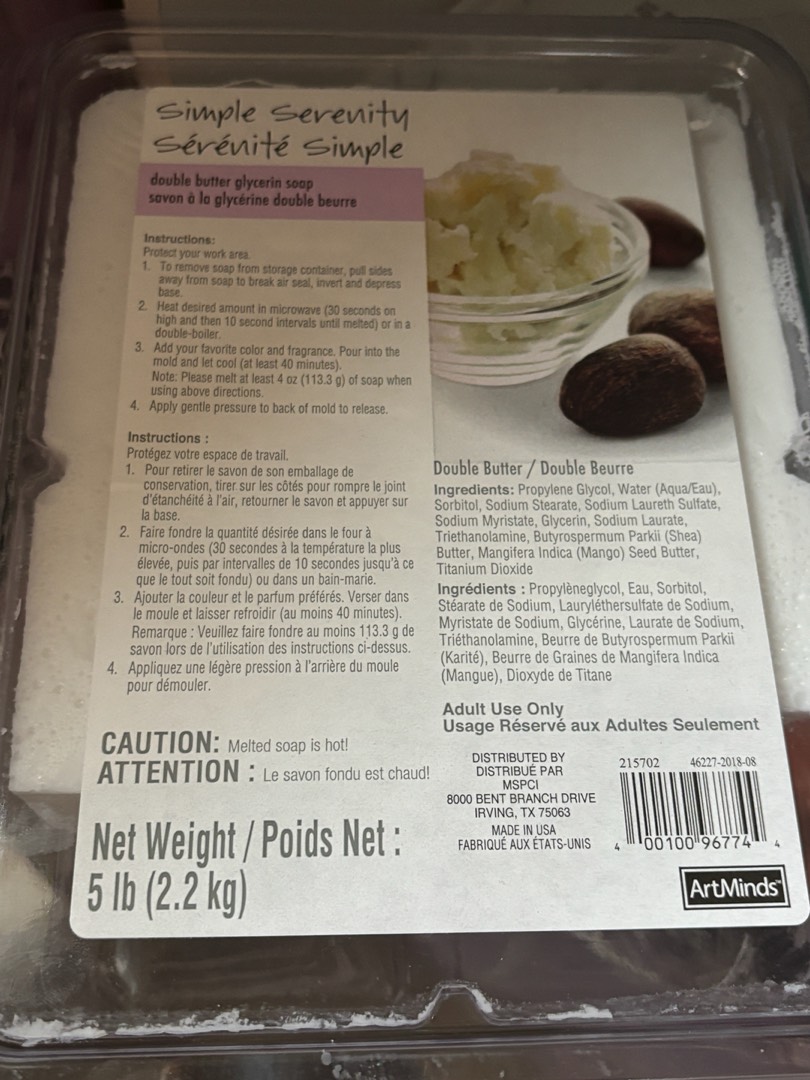 Simple Serenity
Sérénité Simple
double butter glycerin soap
savon à la glycérine double beurre
Instructions:
Protect your work area.
1. To remove soap from storage container, pull sides
away from soap to break air seal, invert and depress
base.
2. Heat desired amount in microwave (30 seconds on
high and then 10 second intervals until melted) or in a
double-boiler.
3. Add your favorite color and fragrance. Pour into the
mold and let cool (at least 40 minutes).
Note: Please melt at least 4 oz (113.3 g) of soap when
using above directions.
4. Apply gentle pressure to back of mold to release.
Instructions :
Protégez votre espace de travail.
1. Pour retirer le savon de son emballage de
conservation, tirer sur les côtés pour rompre le joint
d'étanchéité à l'air, retourner le savon et appuyer sur
la base.
2. Faire fondre la quantité désirée dans le four à
micro-ondes (30 secondes à la température la plus
élevée, puis par intervalles de 10 secondes jusqu'à ce
que le tout soit fondu) ou dans un bain-marie.
3. Ajouter la couleur et le parfum préférés. Verser dans
le moule et laisser refroidir (au moins 40 minutes).
Remarque : Veuillez faire fondre au moins 113.3 g de
savon lors de l'utilisation des instructions ci-dessus.
4. Appliquez une légère pression à l'arrière du moule
pour démouler.
CAUTION: Melted soap is hot!
ATTENTION : Le savon fondu est chaud!
Net Weight / Poids Net :
5 lb (2.2 kg)
Double Butter / Double Beurre
Ingredients: Propylene Glycol, Water (Aqua/Eau),
Sorbitol, Sodium Stearate, Sodium Laureth Sulfate,
Sodium Myristate, Glycerin, Sodium Laurate,
Triethanolamine, Butyrospermum Parkii (Shea)
Butter, Mangifera Indica (Mango) Seed Butter,
Titanium Dioxide
Ingrédients : Propylèneglycol, Eau, Sorbitol,
Stéarate de Sodium, Lauryléthersulfate de Sodium,
Myristate de Sodium, Glycérine, Laurate de Sodium,
Triéthanolamine, Beurre de Butyrospermum Parkii
(Karité), Beurre de Graines de Mangifera Indica
(Mangue), Dioxyde de Titane
Adult Use Only
Usage Réservé aux Adultes Seulement
DISTRIBUTED BY
DISTRIBUÉ PAR
MSPCI
8000 BENT BRANCH DRIVE
IRVING, TX 75063
MADE IN USA
FABRIQUÉ AUX ÉTATS-UNIS
215702 46227-2018-08
4 00100 96774 4
ArtMinds™